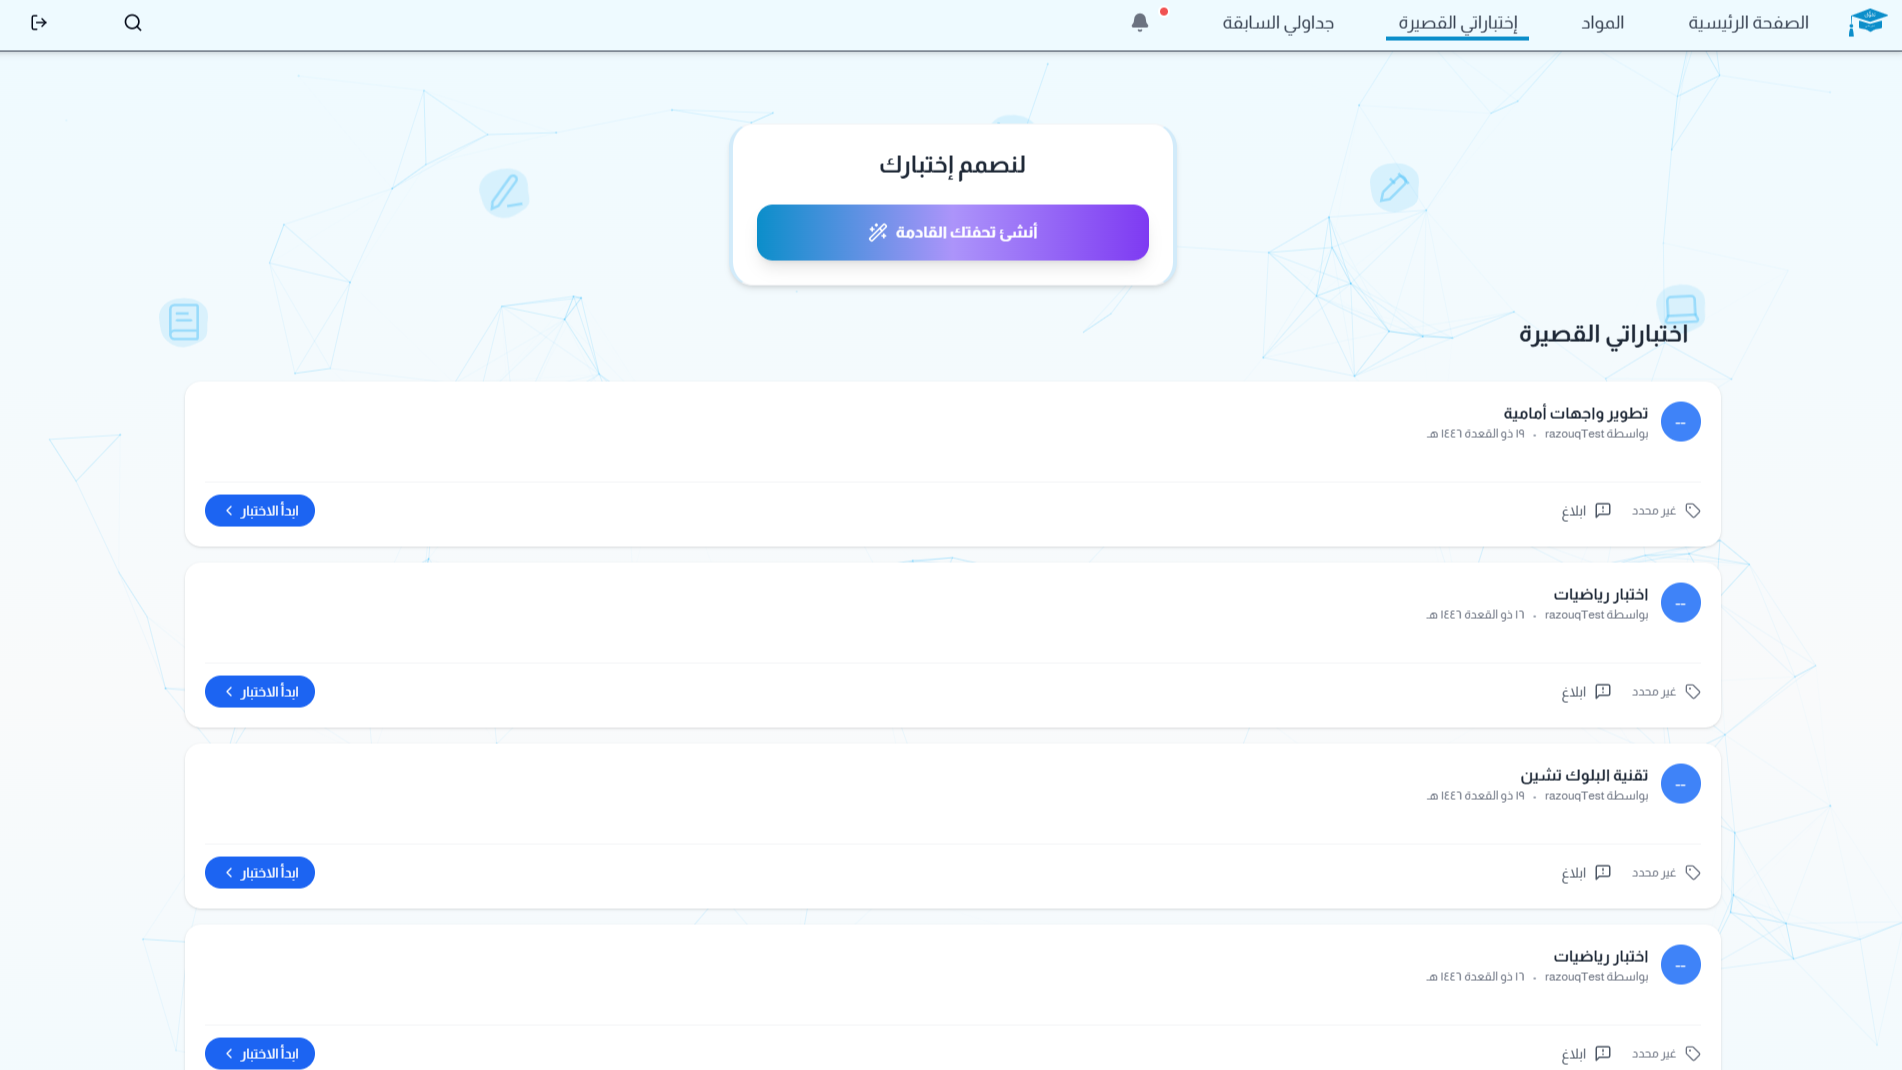 الصفحة الرئيسية
المواد
إختباراتي القصيرة
جداولي السابقة
لنصمم إختبارك
أنشئ تحفتك القادمة
اختباراتي القصيرة
--
تطوير واجهات أمامية
بواسطة razouqTest • ١٩ ذو القعدة ١٤٤٦ هـ
غير محدد
ابلاغ
ابدأ الاختبار
--
اختبار رياضيات
بواسطة razouqTest • ١٦ ذو القعدة ١٤٤٦ هـ
غير محدد
ابلاغ
ابدأ الاختبار
--
تقنية البلوك تشين
بواسطة razouqTest • ١٩ ذو القعدة ١٤٤٦ هـ
غير محدد
ابلاغ
ابدأ الاختبار
--
اختبار رياضيات
بواسطة razouqTest • ١٦ ذو القعدة ١٤٤٦ هـ
غير محدد
ابلاغ
ابدأ الاختبار